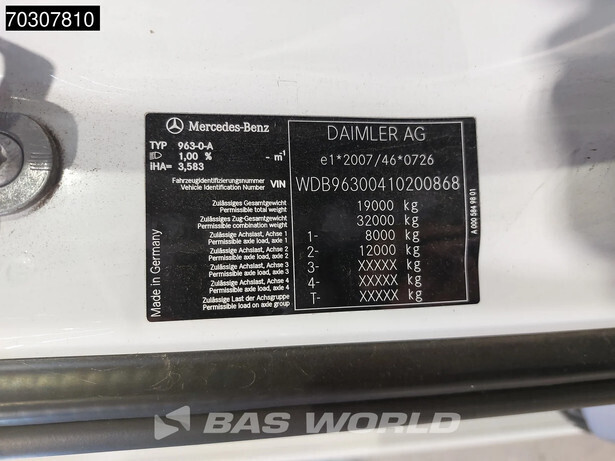 70307810
Mercedes-Benz
TYP 963-0-A
1,00 % - m⁻¹
iHA= 3,583
Fahrzeugidentifizierungsnummer
Vehicle Identification Number VIN
Zulässiges Gesamtgewicht
Permissible total weight
Zulässiges Zug-Gesamtgewicht
Permissible combination weight
Zulässige Achslast, Achse 1
Permissible axle load, axle 1
Zulässige Achslast, Achse 2
Permissible axle load, axle 2
Zulässige Achslast, Achse 3
Permissible axle load, axle 3
Zulässige Achslast, Achse 4
Permissible axle load, axle 4
Zulässige Last der Achsgruppe
Permissible load on axle group
DAIMLER AG
e1*2007/46*0726
WDB96300410200868
19000 kg
32000 kg
1- 8000 kg
2- 12000 kg
3- XXXXX kg
4- XXXXX kg
T- XXXXX kg
Made in Germany
A 000 584 98 01
BAS WORLD